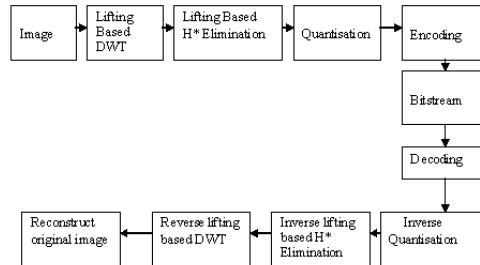 Image
Lifting
Based
DWT
Lifting Based
H* Elimination
Quantisation
Encoding
Bitstream
Decoding
Inverse
Quantisation
Inverse lifting
based H*
Elimination
Reverse lifting
based DWT
Reconstruct
original image